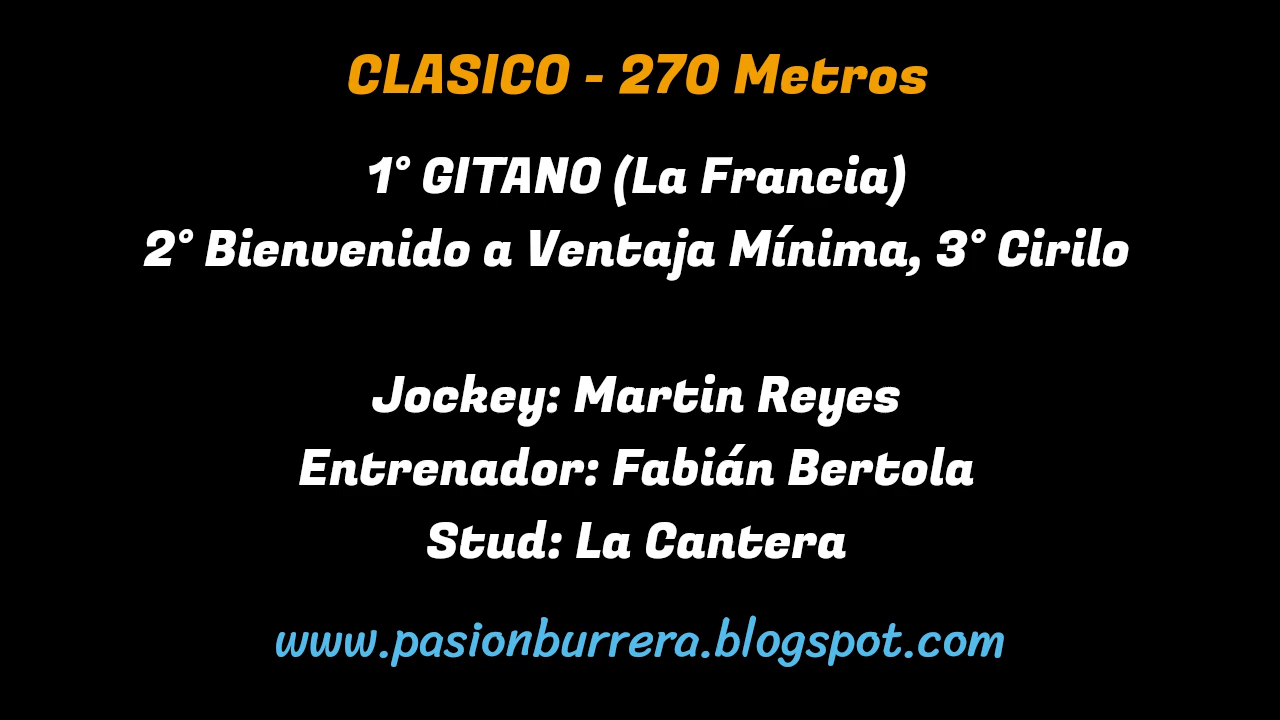 CLASICO - 270 Metros
1° GITANO (La Francia)
2° Bienvenido a Ventaja Mínima, 3° Cirilo
Jockey: Martin Reyes
Entrenador: Fabián Bertola
Stud: La Cantera
www.pasionburrera.blogspot.com